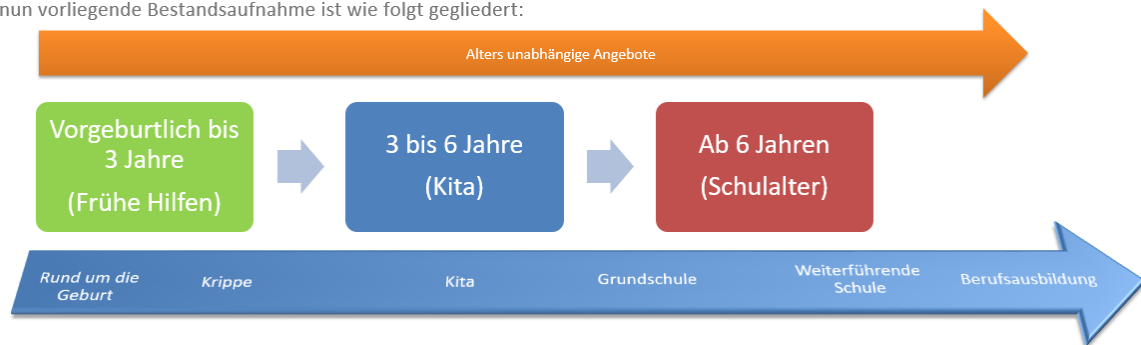 nun vorliegende Bestandsaufnahme ist wie folgt gegliedert:
Alters unabhängige Angebote
Vorgeburtlich bis
3 Jahre
(Frühe Hilfen)
3 bis 6 Jahre
(Kita)
Ab 6 Jahren
(Schulalter)
Rund um die
Geburt
Krippe
Kita
Grundschule
Weiterführende
Schule
Berufsausbildung